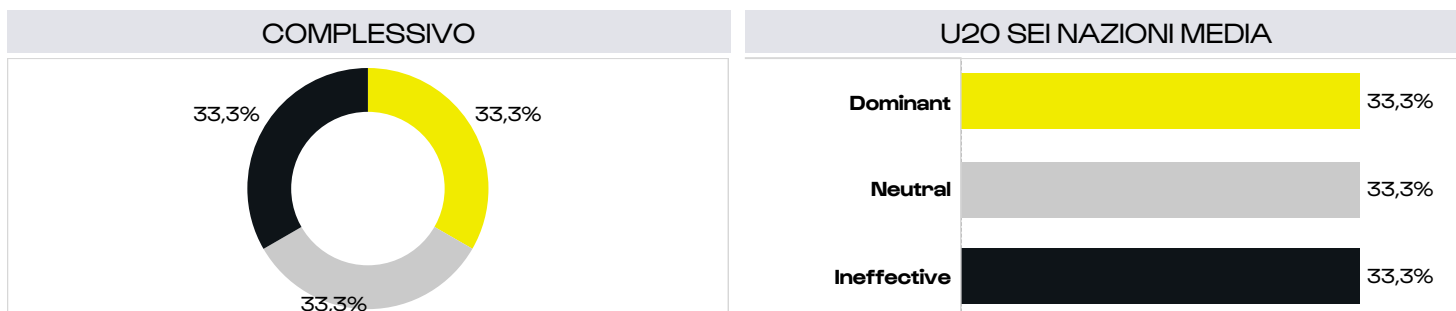 COMPLESSIVO
33,3%
33,3%
33,3%
U20 SEI NAZIONI MEDIA
Dominant
33,3%
Neutral
33,3%
Ineffective
33,3%